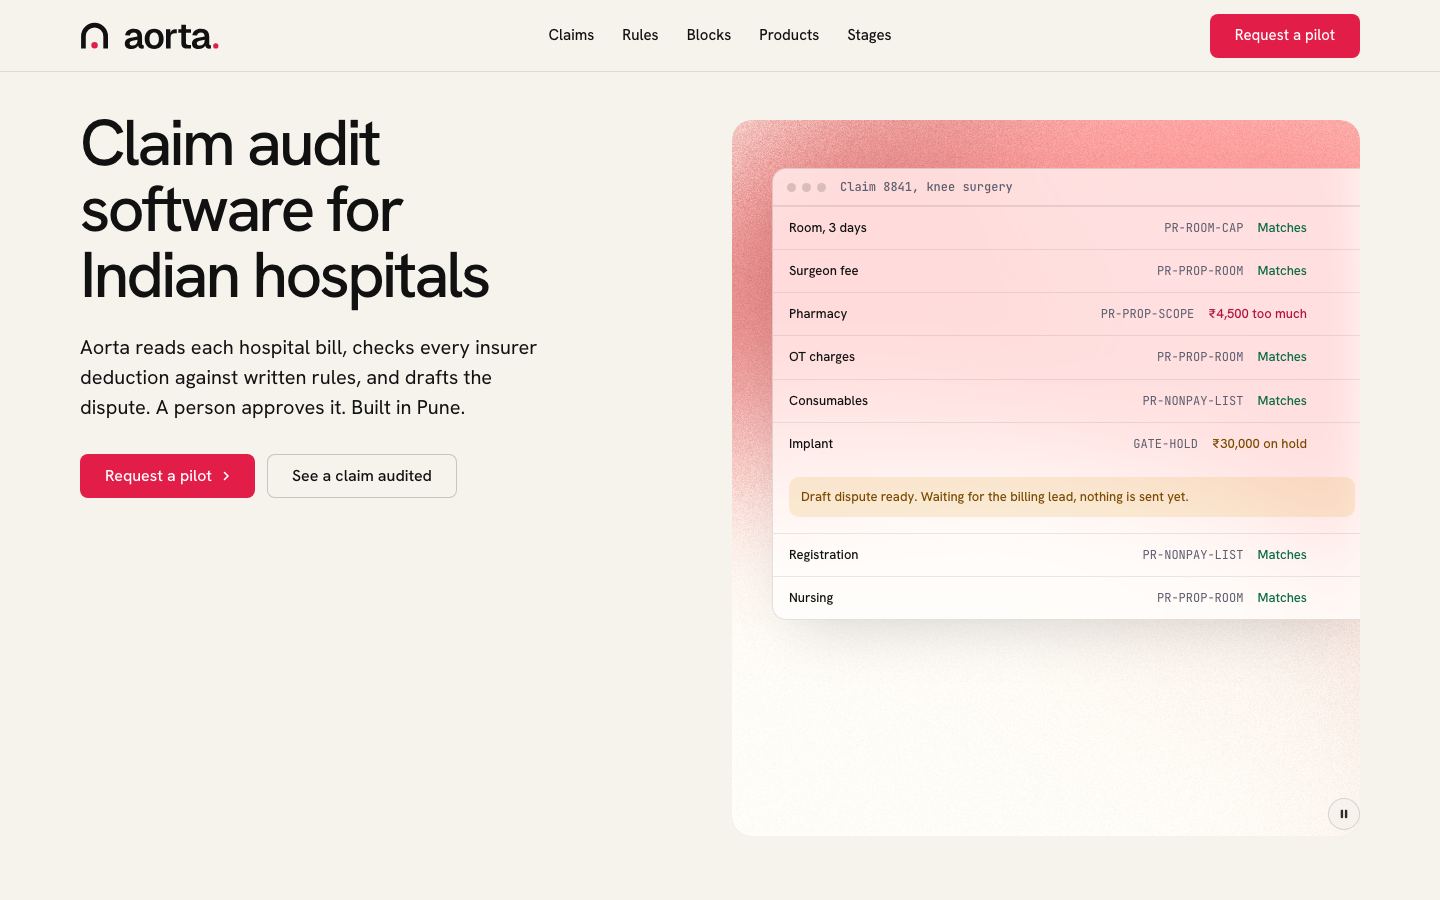 aorta.
Claims Rules Blocks Products Stages
Request a pilot
Claim audit
software for
Indian hospitals
Aorta reads each hospital bill, checks every insurer
deduction against written rules, and drafts the
dispute. A person approves it. Built in Pune.
Request a pilot
See a claim audited
Claim 8841, knee surgery
Room, 3 days PR-ROOM-CAP Matches
Surgeon fee PR-PROP-ROOM Matches
Pharmacy PR-PROP-SCOPE ₹4,500 too much
OT charges PR-PROP-ROOM Matches
Consumables PR-NONPAY-LIST Matches
Implant GATE-HOLD ₹30,000 on hold
Draft dispute ready. Waiting for the billing lead, nothing is sent yet.
Registration PR-NONPAY-LIST Matches
Nursing PR-PROP-ROOM Matches